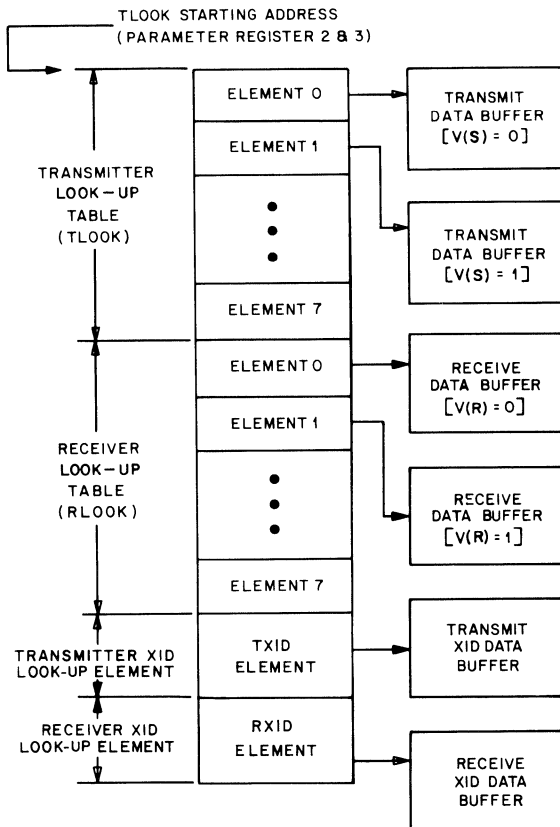 TLOOK STARTING ADDRESS
(PARAMETER REGISTER 2 & 3)
TRANSMITTER
LOOK-UP
TABLE
(TLOOK)
ELEMENT 0
ELEMENT 1
ELEMENT 7
TRANSMIT
DATA BUFFER
[V(S) = 0]
TRANSMIT
DATA BUFFER
[V(S) = 1]
RECEIVER
LOOK-UP
TABLE
(RLOOK)
ELEMENT 0
ELEMENT 1
ELEMENT 7
RECEIVE
DATA BUFFER
[V(R) = 0]
RECEIVE
DATA BUFFER
[V(R) = 1]
TRANSMITTER XID
LOOK-UP ELEMENT
TXID
ELEMENT
TRANSMIT
XID DATA
BUFFER
RECEIVER XID
LOOK-UP ELEMENT
RXID
ELEMENT
RECEIVE
XID DATA
BUFFER